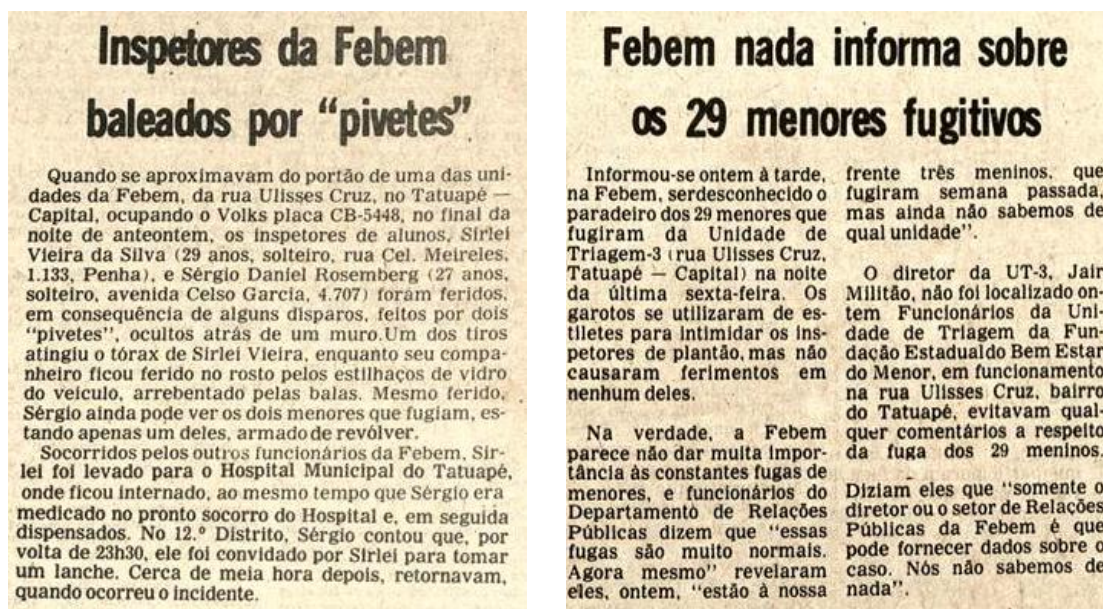 Inspetores da Febem
baleados por “pivetes”
Quando se aproximavam do portão de uma das uni-
dades da Febem, da rua Ulisses Cruz, no Tatuapé —
Capital, ocupando o Volks placa CB-5448, no final da
noite de anteontem, os inspetores de alunos, Sirlei
Vieira da Silva (29 anos, solteiro, rua Cel. Meireles,
1.133, Penha), e Sérgio Daniel Rosemberg (27 anos,
solteiro, avenida Celso Garcia, 4.707) foram feridos,
em consequência de alguns disparos, feitos por dois
“pivetes”, ocultos atrás de um muro.Um dos tiros
atingiu o tórax de Sirlei Vieira, enquanto seu compa-
nheiro ficou ferido no rosto pelos estilhaços de vidro
do veiculo, arrebentado pelas balas. Mesmo ferido,
Sérgio ainda pode ver os dois menores que fugiam, es-
tando apenas um deles, armado de revólver.
Socorridos pelos outros funcionários da Febem, Sir-
lei foi levado para o Hospital Municipal do Tatuapé,
onde ficou internado, ao mesmo tempo que Sérgio era
medicado no pronto socorro do Hospital e, em seguida
dispensados. No 12.º Distrito, Sérgio contou que, por
volta de 23h30, ele foi convidado por Sirlei para tomar
um lanche. Cerca de meia hora depois, retornavam,
quando ocorreu o incidente.
Febem nada informa sobre
os 29 menores fugitivos
Informou-se ontem à tarde,
na Febem, serdesconhecido o
paradeiro dos 29 menores que
fugiram da Unidade de
Triagem-3 (rua Ulisses Cruz,
Tatuapé — Capital) na noite
da última sexta-feira. Os
garotos se utilizaram de es-
tiletes para intimidar os ins-
petores de plantão, mas não
causaram ferimentos em
nenhum deles.
Na verdade, a Febem
parece não dar muita impor-
tância às constantes fugas de
menores, e funcionários do
Departamento de Relações
Públicas dizem que “essas
fugas são muito normais.
Agora mesmo” revelaram
eles, ontem, “estão à nossa
frente três meninos, que
fugiram semana passada,
mas ainda não sabemos de
qual unidade”.
O diretor da UT-3, Jair
Militão, não foi localizado on-
tem Funcionários da Uni-
dade de Triagem da Fun-
dação Estadualdo Bem Estar
do Menor, em funcionamento
na rua Ulisses Cruz, bairro
do Tatuapé, evitavam qual-
quer comentários a respeito
da fuga dos 29 meninos.
Diziam eles que “somente o
diretor ou o setor de Relações
Públicas da Febem é que
pode fornecer dados sobre o
caso. Nós não sabemos de
nada”.